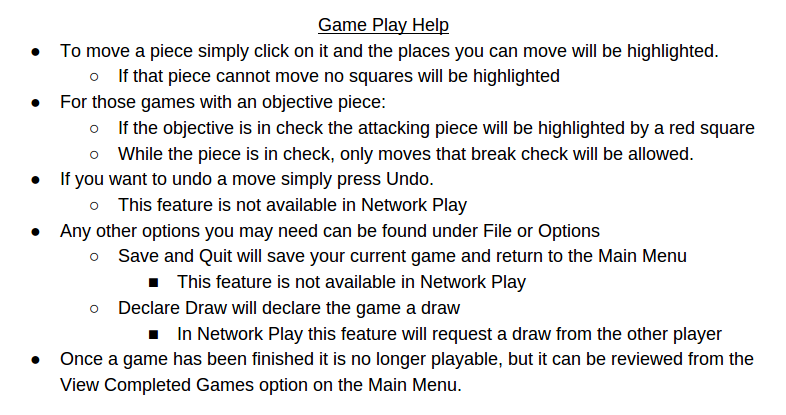 Game Play Help
● To move a piece simply click on it and the places you can move will be highlighted.
○ If that piece cannot move no squares will be highlighted
● For those games with an objective piece:
○ If the objective is in check the attacking piece will be highlighted by a red square
○ While the piece is in check, only moves that break check will be allowed.
● If you want to undo a move simply press Undo.
○ This feature is not available in Network Play
● Any other options you may need can be found under File or Options
○ Save and Quit will save your current game and return to the Main Menu
■ This feature is not available in Network Play
○ Declare Draw will declare the game a draw
■ In Network Play this feature will request a draw from the other player
● Once a game has been finished it is no longer playable, but it can be reviewed from the
View Completed Games option on the Main Menu.